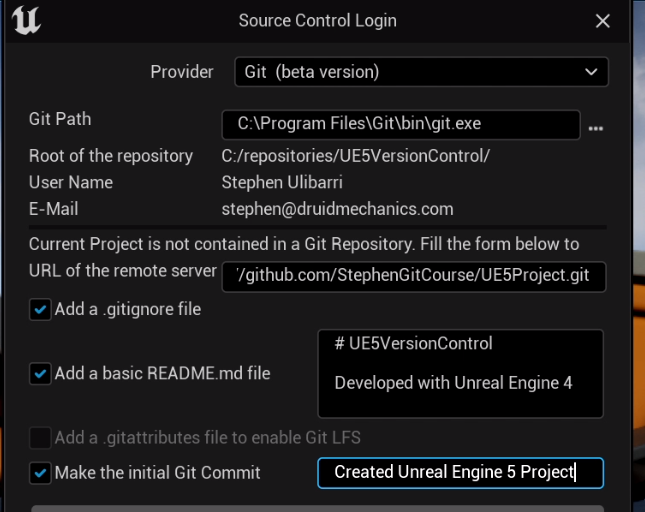 Source Control Login
Provider Git (beta version)
Git Path C:\Program Files\Git\bin\git.exe ...
Root of the repository C:/repositories/UE5VersionControl/
User Name Stephen Ulibarri
E-Mail stephen@druidmechanics.com
Current Project is not contained in a Git Repository. Fill the form below to
URL of the remote server /github.com/StephenGitCourse/UE5Project.git
Add a .gitignore file
# UE5VersionControl
Add a basic README.md file Developed with Unreal Engine 4
Add a .gitattributes file to enable Git LFS
Make the initial Git Commit Created Unreal Engine 5 Project